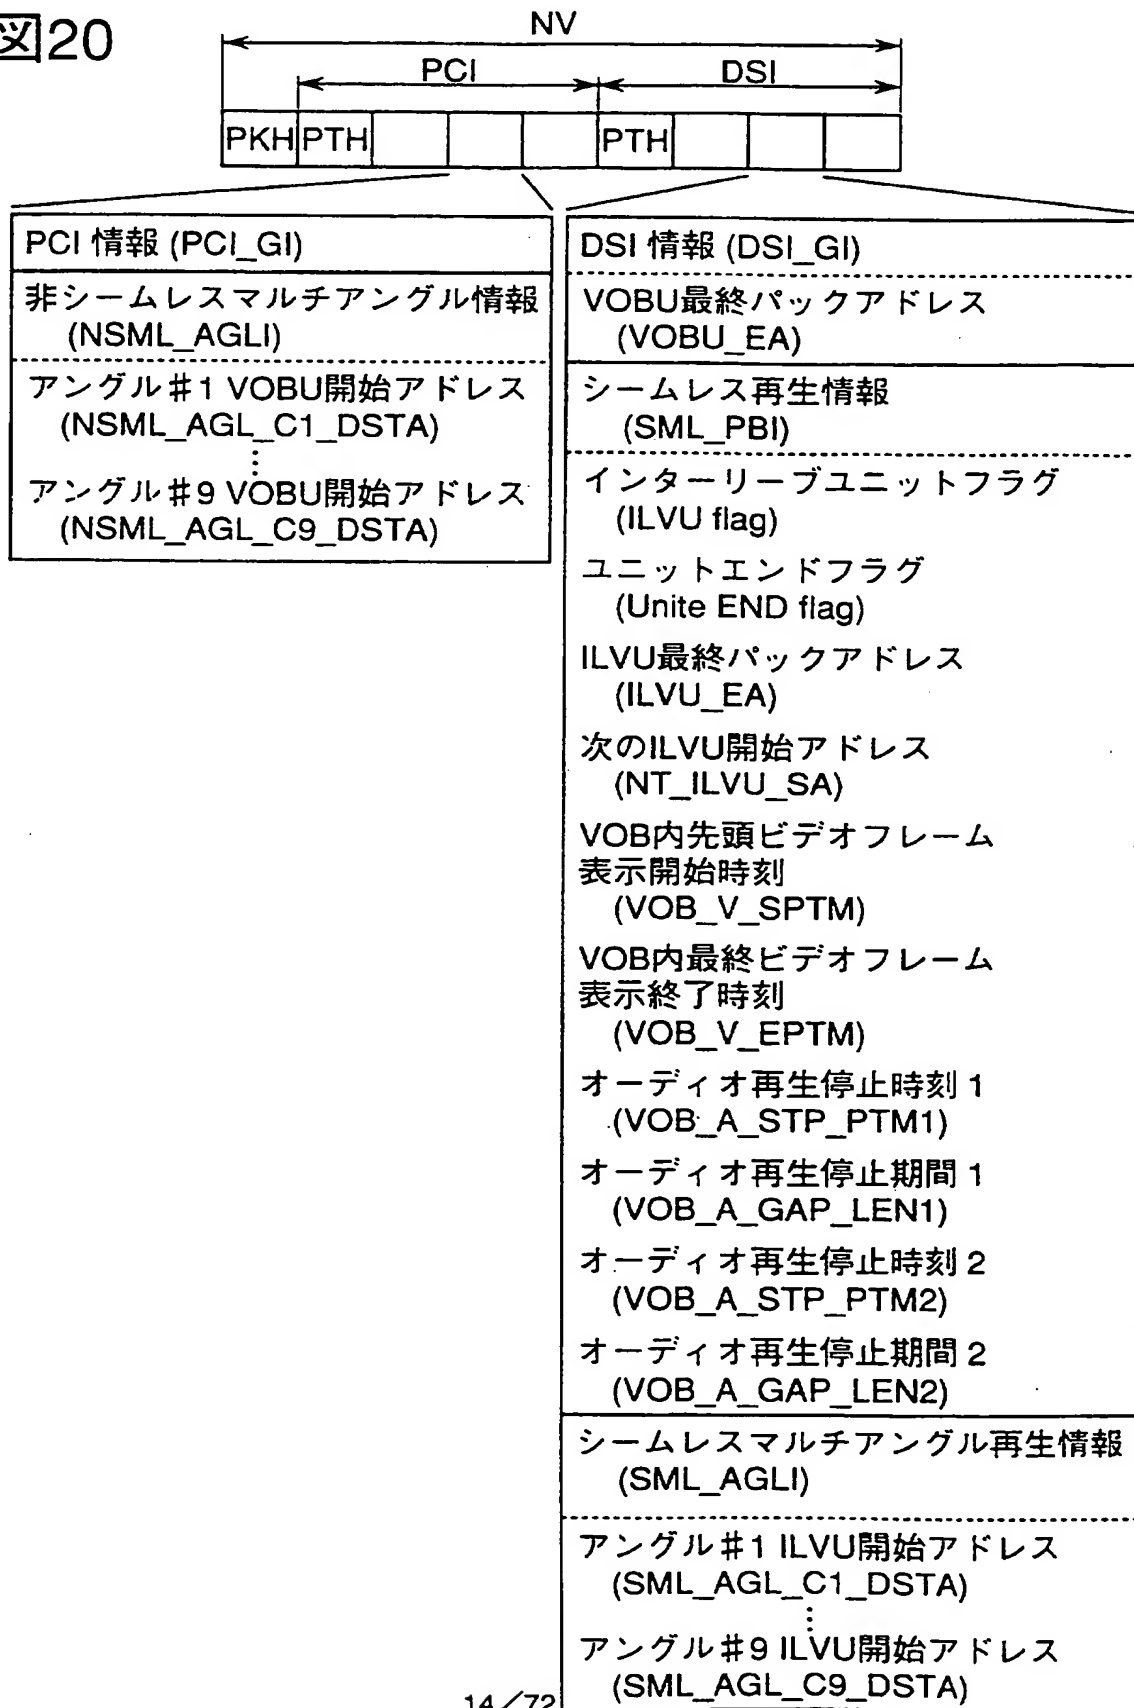 図20
NV
PCI
DSI
PKH PTH PTH
PCI 情報 (PCI_GI)
非シームレスマルチアングル情報
(NSML_AGLI)
アングル#1 VOBU開始アドレス
(NSML_AGL_C1_DSTA)
⋮
アングル#9 VOBU開始アドレス
(NSML_AGL_C9_DSTA)
DSI 情報 (DSI_GI)
VOBU最終パックアドレス
(VOBU_EA)
シームレス再生情報
(SML_PBI)
インターリーブユニットフラグ
(ILVU flag)
ユニットエンドフラグ
(Unite END flag)
ILVU最終パックアドレス
(ILVU_EA)
次のILVU開始アドレス
(NT_ILVU_SA)
VOB内先頭ビデオフレーム
表示開始時刻
(VOB_V_SPTM)
VOB内最終ビデオフレーム
表示終了時刻
(VOB_V_EPTM)
オーディオ再生停止時刻 1
(VOB_A_STP_PTM1)
オーディオ再生停止期間 1
(VOB_A_GAP_LEN1)
オーディオ再生停止時刻 2
(VOB_A_STP_PTM2)
オーディオ再生停止期間 2
(VOB_A_GAP_LEN2)
シームレスマルチアングル再生情報
(SML_AGLI)
アングル#1 ILVU開始アドレス
(SML_AGL_C1_DSTA)
⋮
アングル#9 ILVU開始アドレス
(SML_AGL_C9_DSTA)
14/72